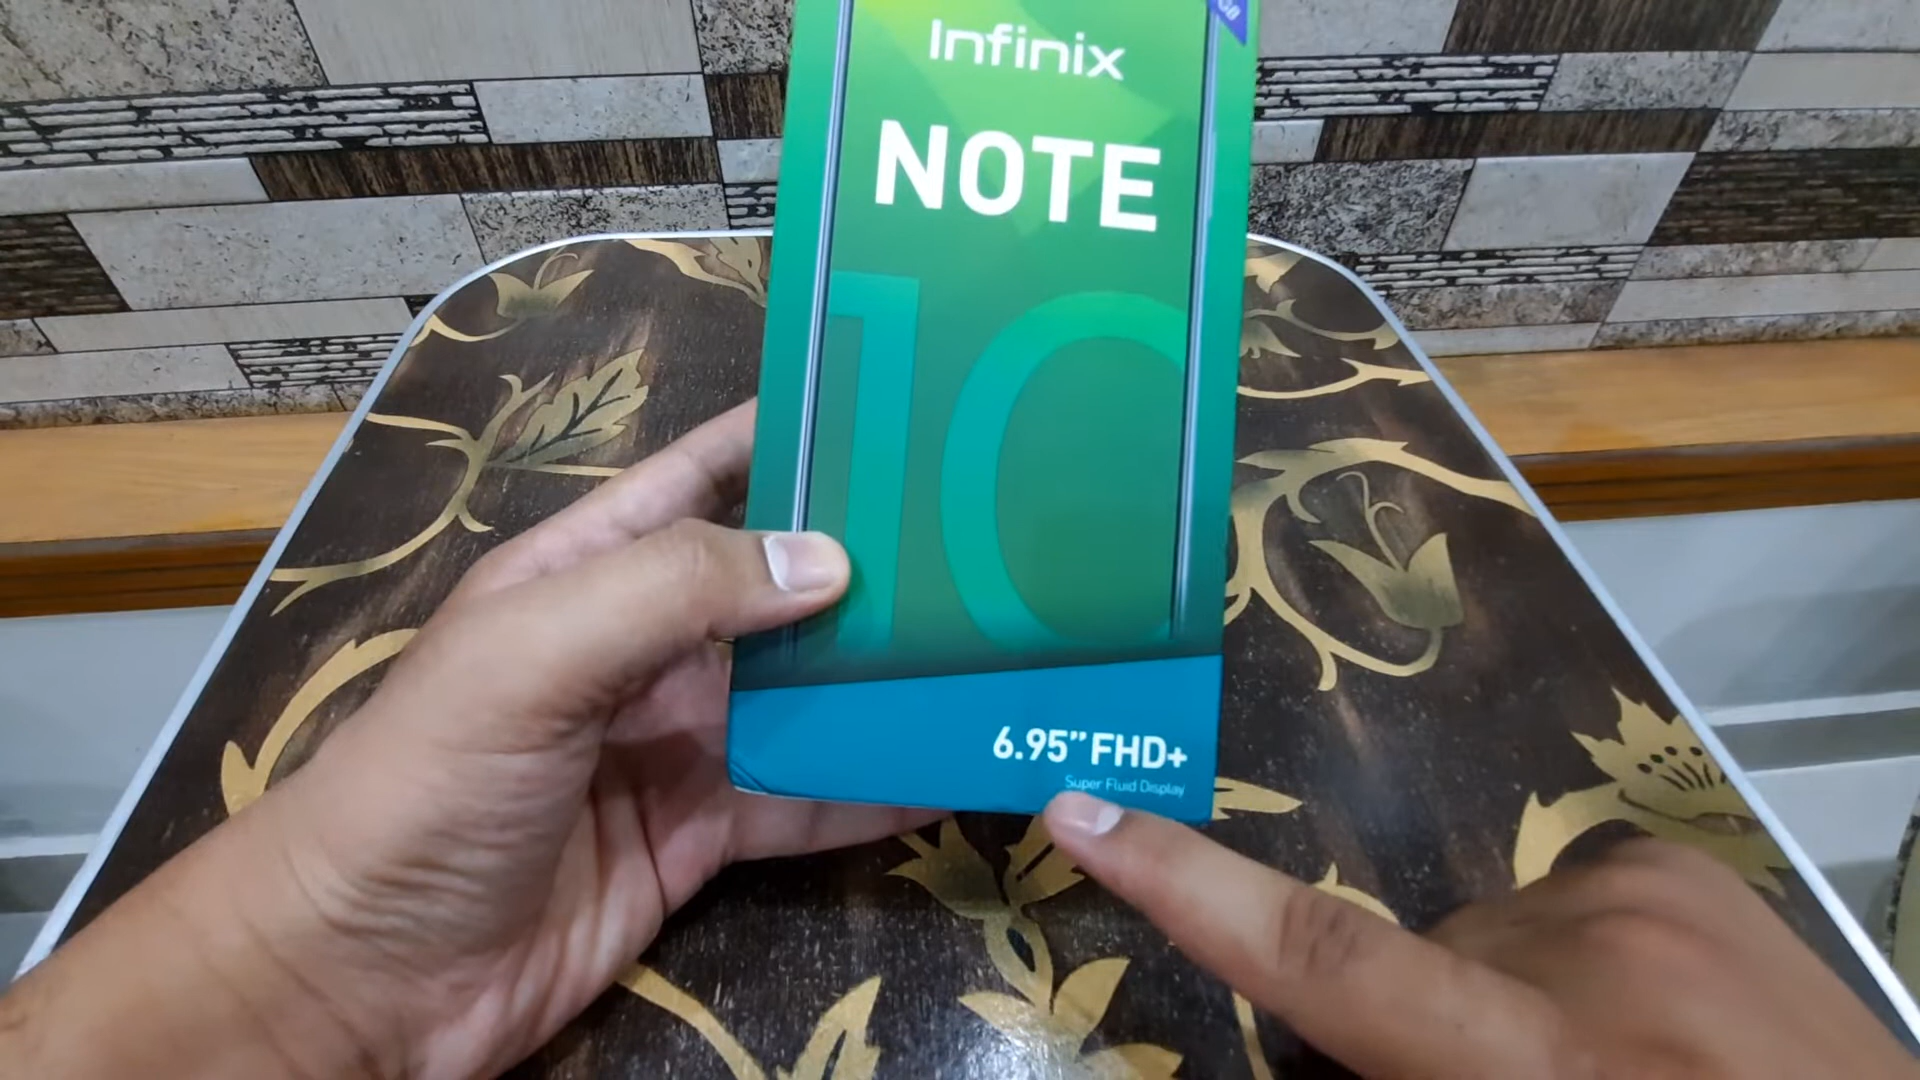 Infinix
NOTE
10
6.95” FHD+
Super Fluid Display